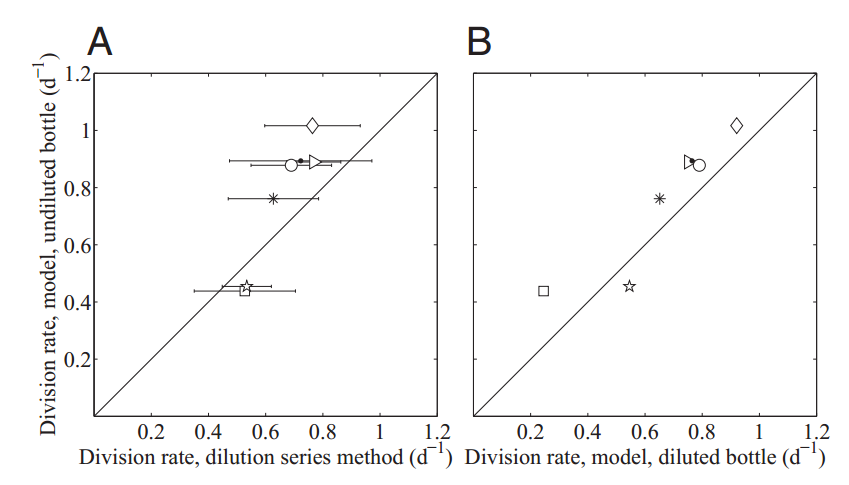 A
B
Division rate, model, undiluted bottle (d−1)
1.2
1
0.8
0.6
0.4
0.2
0.2 0.4 0.6 0.8 1 1.2
0.2 0.4 0.6 0.8 1 1.2
Division rate, dilution series method (d−1)
Division rate, model, diluted bottle (d−1)